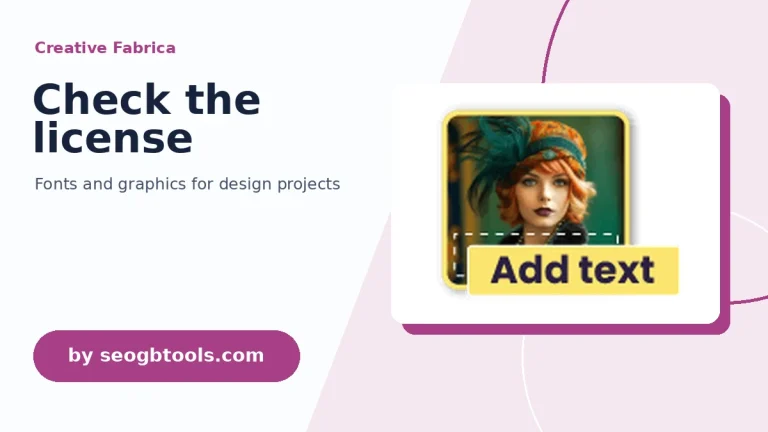 Creative Fabrica
Check the
license
Fonts and graphics for design projects
Add text
by seogbtools.com